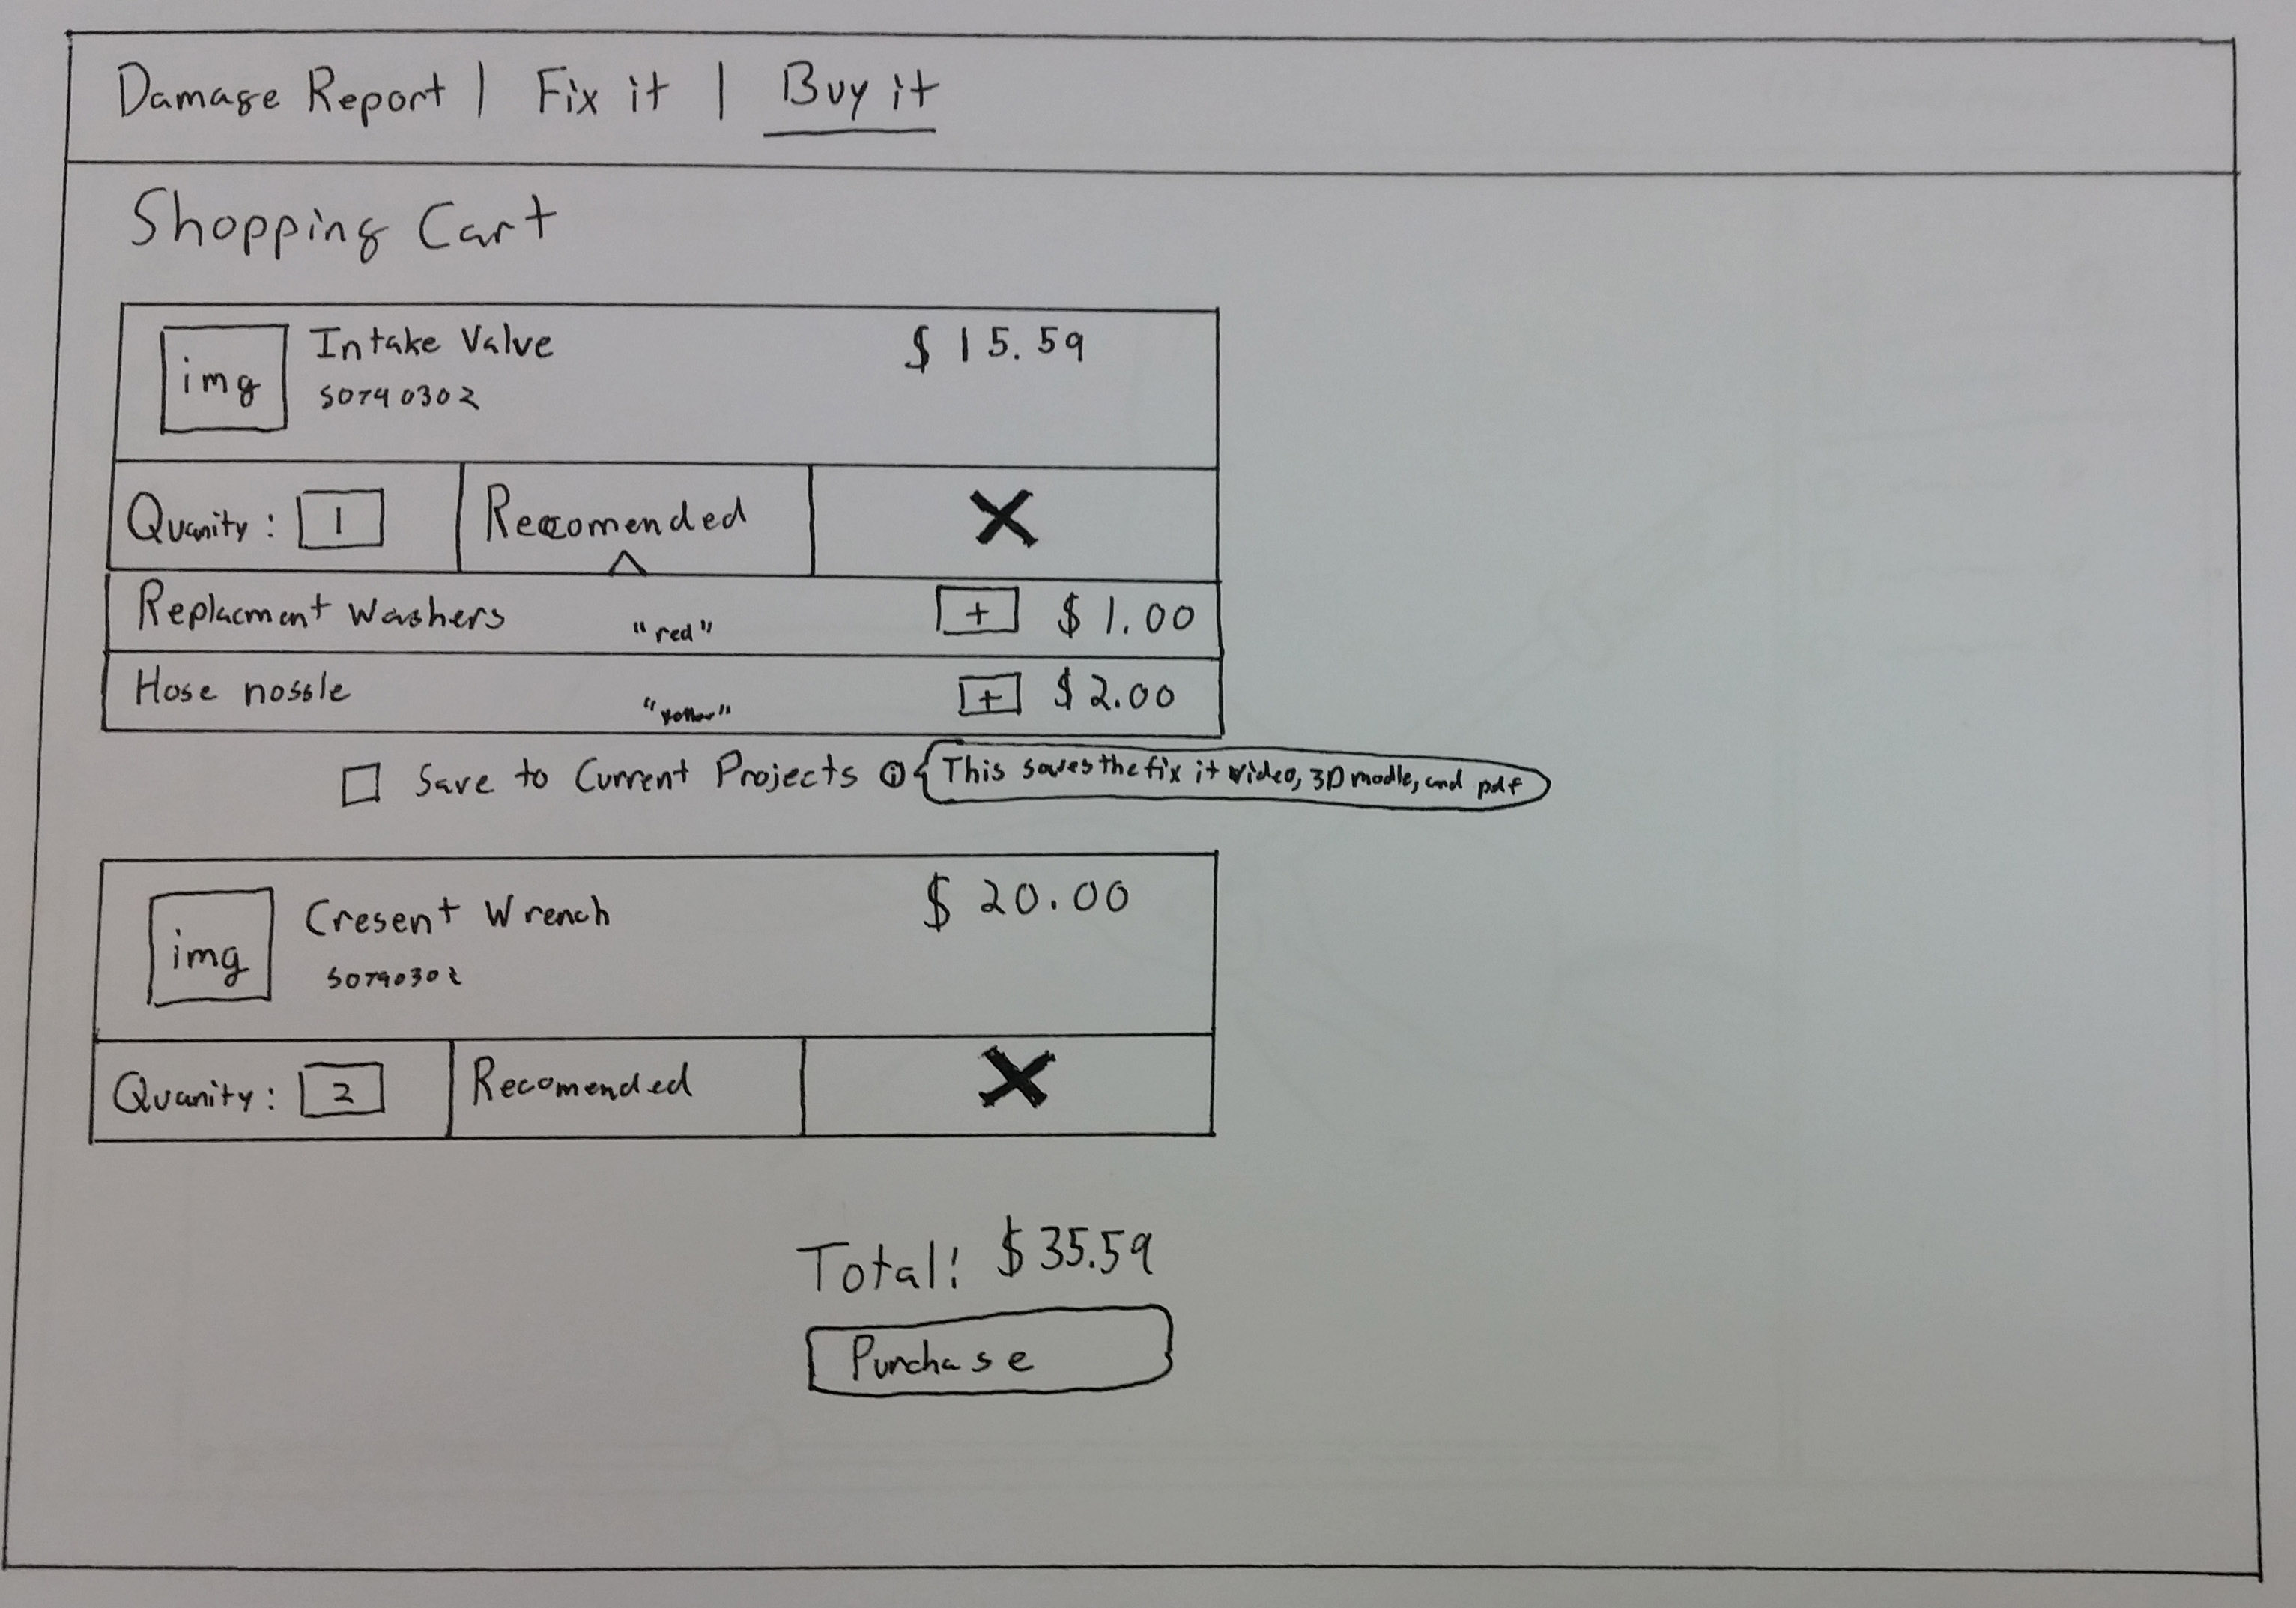 Damage Report | Fix it | Buy it
Shopping Cart
img
Intake Valve
$ 15.59
50790302
Quanity: 1
Recomended
X
Replacment Washers "red" + $ 1.00
Hose nossle + $ 2.00
Save to Current Projects i This saves the fix it video, 3D modle, and pdf
img
Cresent Wrench
$ 20.00
50790302
Quanity: 2
Recomended
X
Total: $35.59
Purchase